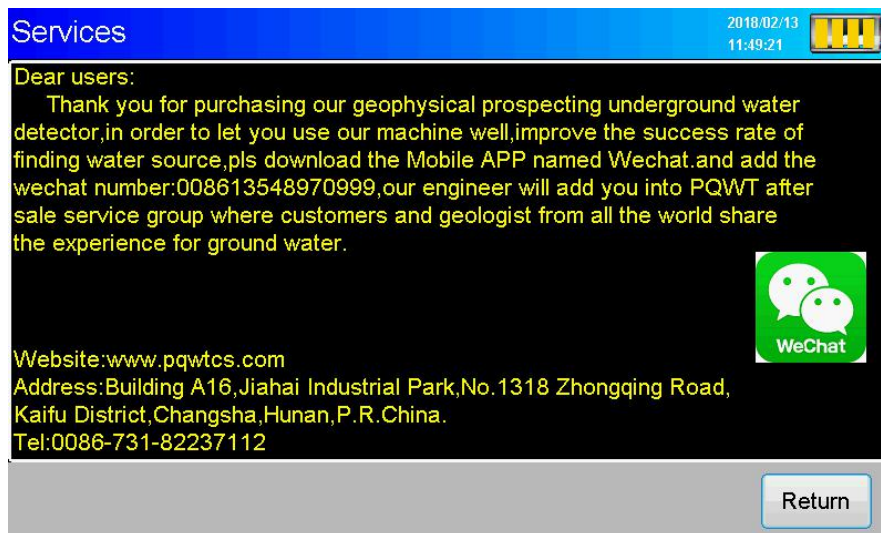 Services
2018/02/13
11:49:21
Dear users:
Thank you for purchasing our geophysical prospecting underground water
detector,in order to let you use our machine well,improve the success rate of
finding water source,pls download the Mobile APP named Wechat.and add the
wechat number:008613548970999,our engineer will add you into PQWT after
sale service group where customers and geologist from all the world share
the experience for ground water.
WeChat
Website:www.pqwtcs.com
Address:Building A16,Jiahai Industrial Park,No.1318 Zhongqing Road,
Kaifu District,Changsha,Hunan,P.R.China.
Tel:0086-731-82237112
Return